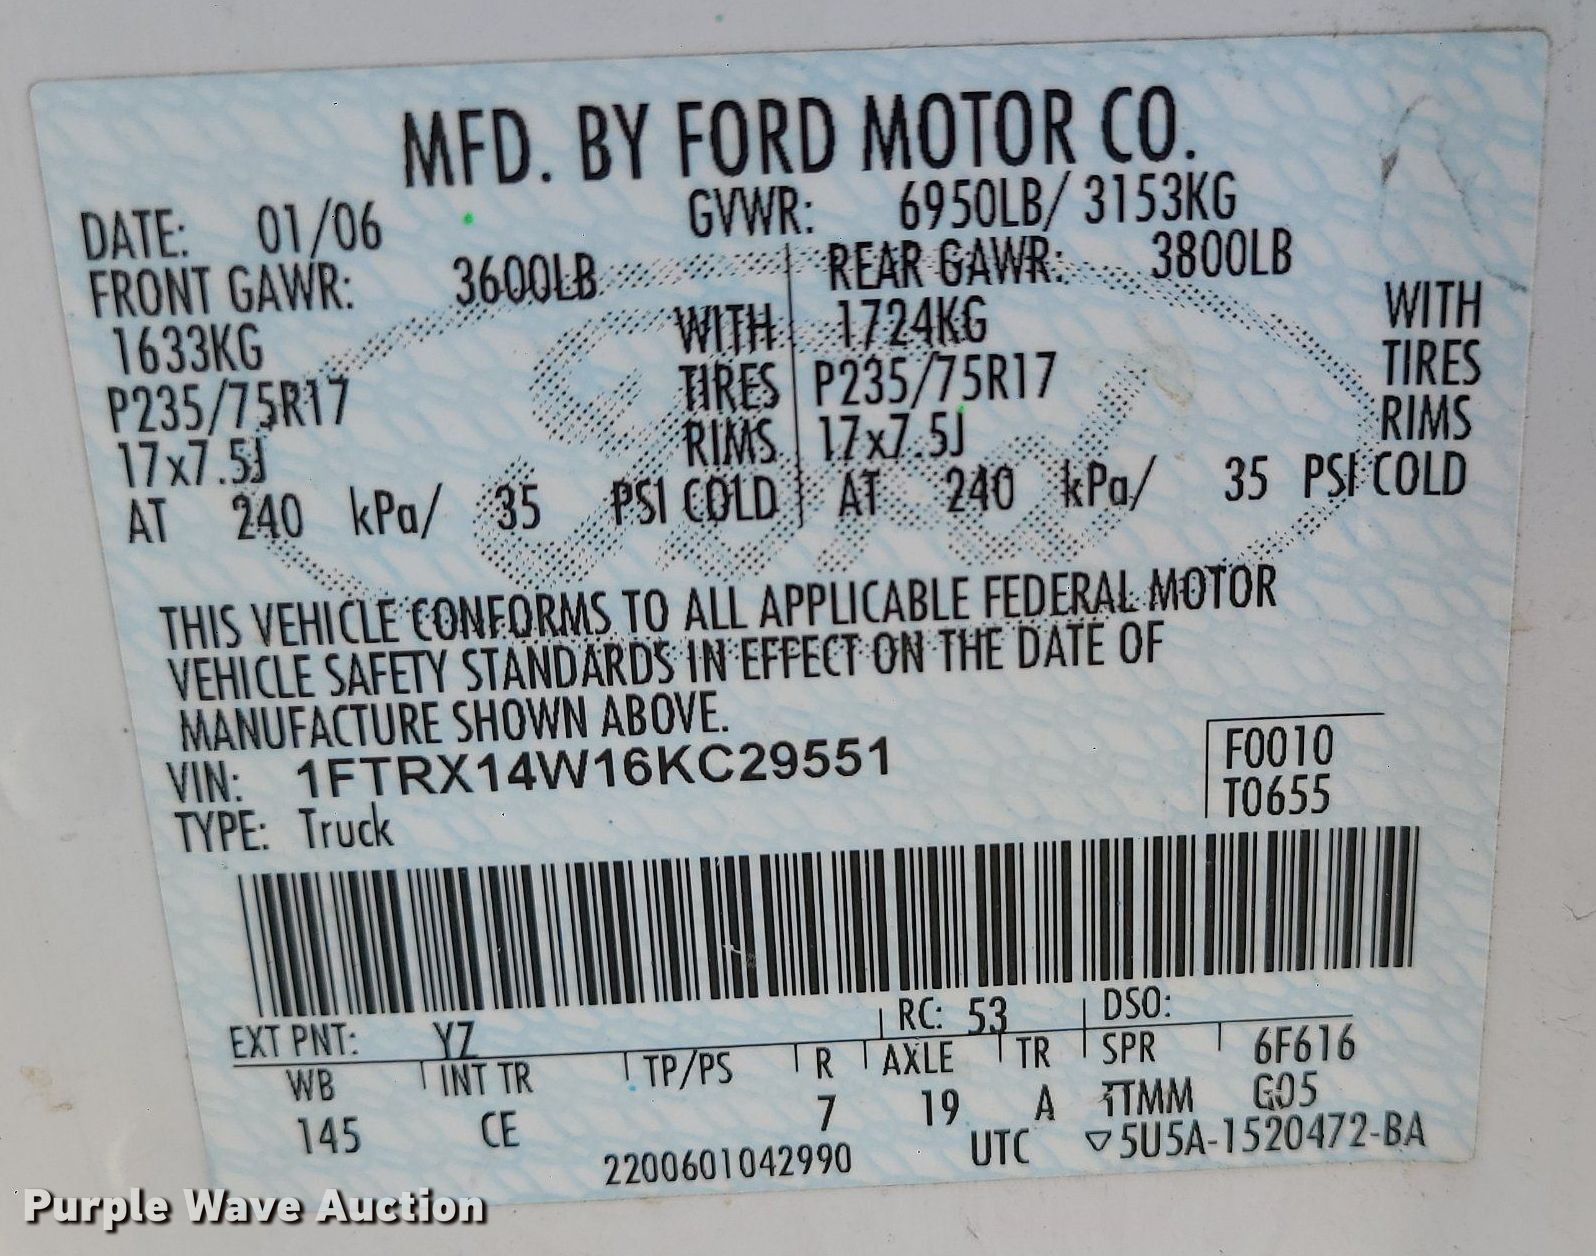 MFD. BY FORD MOTOR CO.
DATE: 01/06 GVWR: 6950LB/ 3153KG
FRONT GAWR: 3600LB REAR GAWR: 3800LB
1633KG WITH 1724KG WITH
P235/75R17 TIRES P235/75R17 TIRES
17x7.5J RIMS 17x7.5J RIMS
AT 240 kPa/ 35 PSI COLD AT 240 kPa/ 35 PSI COLD
THIS VEHICLE CONFORMS TO ALL APPLICABLE FEDERAL MOTOR
VEHICLE SAFETY STANDARDS IN EFFECT ON THE DATE OF
MANUFACTURE SHOWN ABOVE.
VIN: 1FTRX14W16KC29551 F0010
TYPE: Truck T0655
EXT PNT: YZ RC: 53 DSO:
WB INT TR TP/PS R AXLE TR SPR 6F616
145 CE 7 19 A TTMM G05
2200601042990 UTC ▽5U5A-1520472-BA
Purple Wave Auction
Ford